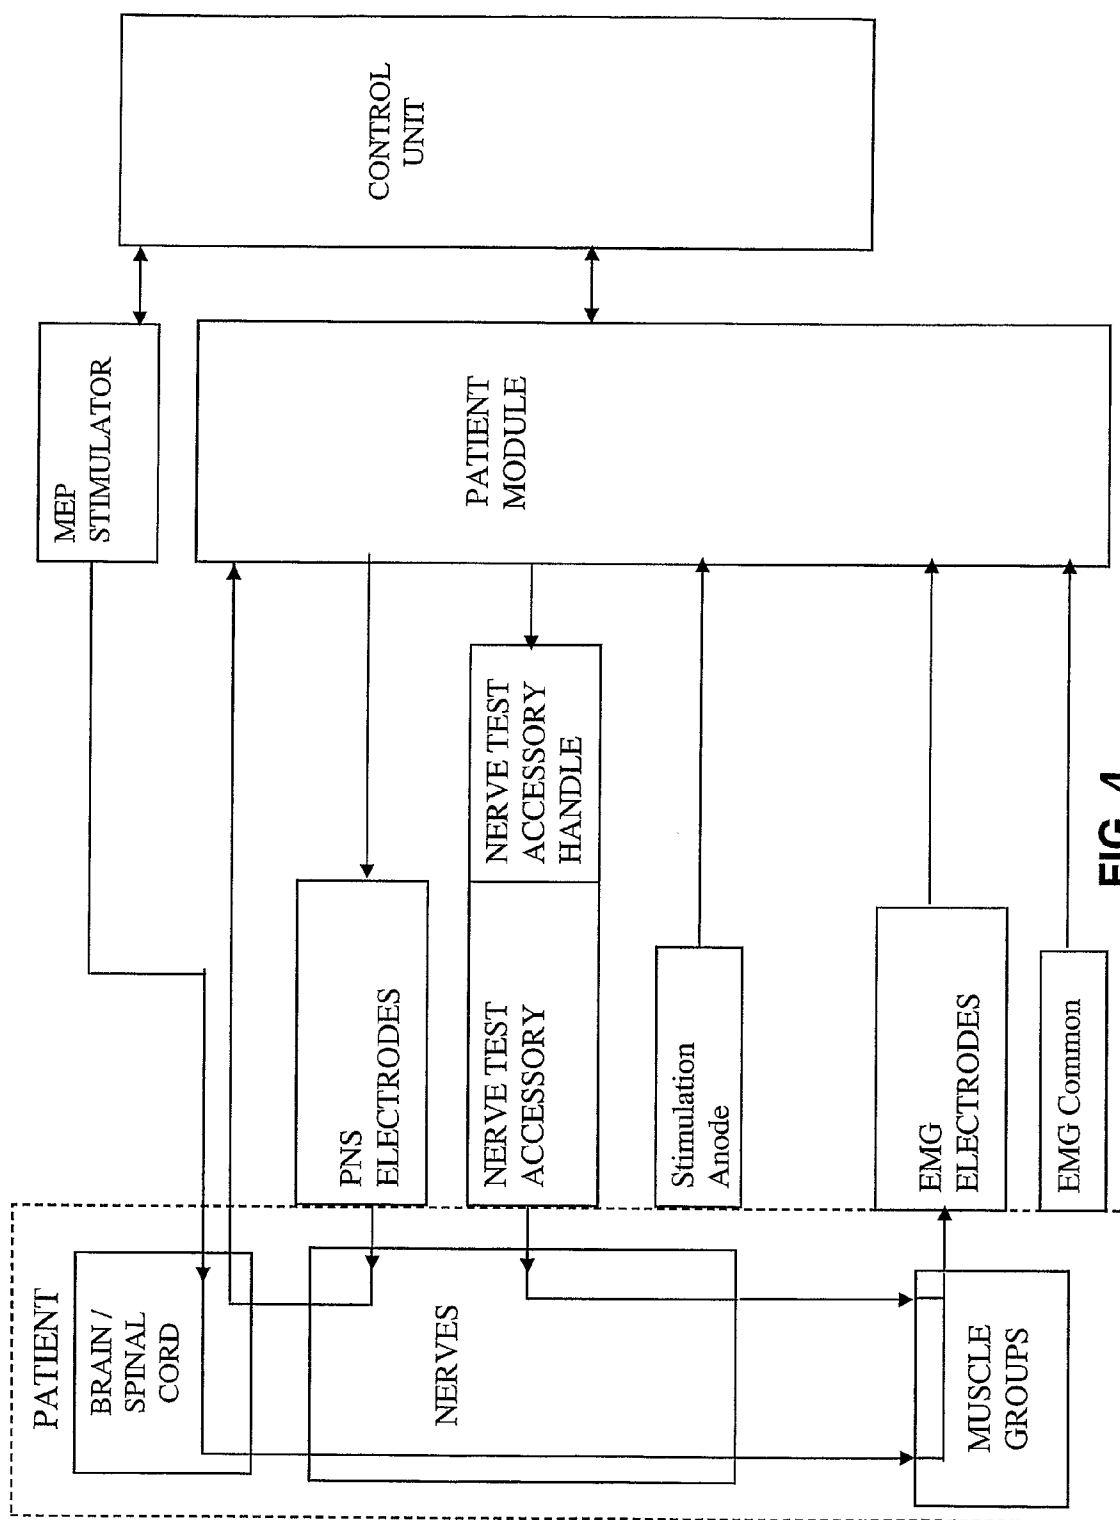 PATIENT
BRAIN /
SPINAL
CORD
NERVES
MUSCLE
GROUPS
PNS
ELECTRODES
NERVE TEST
ACCESSORY
NERVE TEST
ACCESSORY
HANDLE
Stimulation
Anode
EMG
ELECTRODES
EMG Common
MEP
STIMULATOR
PATIENT
MODULE
CONTROL
UNIT
FIG. 4